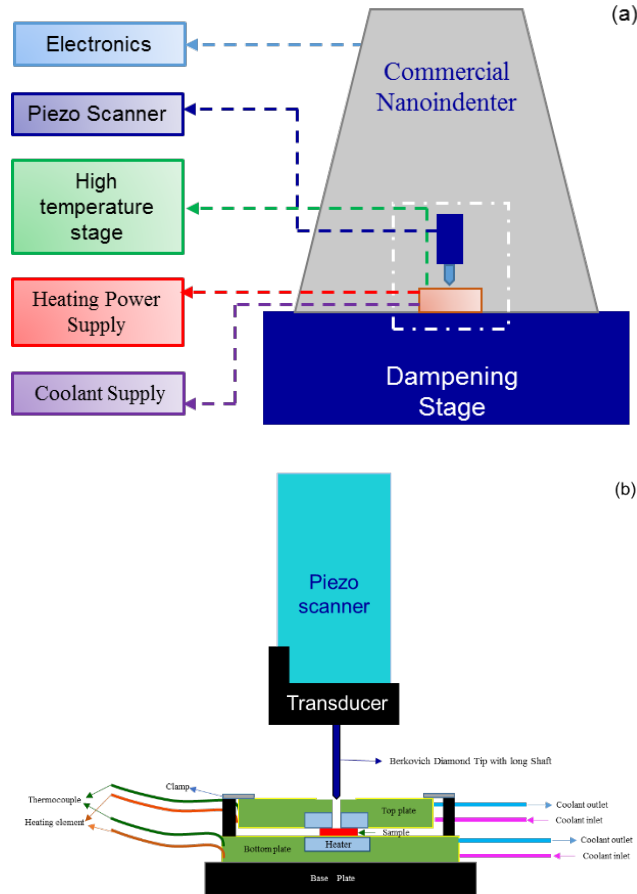 (a)
Electronics
Commercial
Nanoindenter
Piezo Scanner
High
temperature
stage
Heating Power
Supply
Coolant Supply
Dampening
Stage
(b)
Piezo
scanner
Transducer
Berkovich Diamond Tip with long Shaft
Clamp
Thermocouple
Top plate
Coolant outlet
Heating element
Sample
Coolant inlet
Bottom plate
Heater
Coolant outlet
Coolant inlet
Base Plate